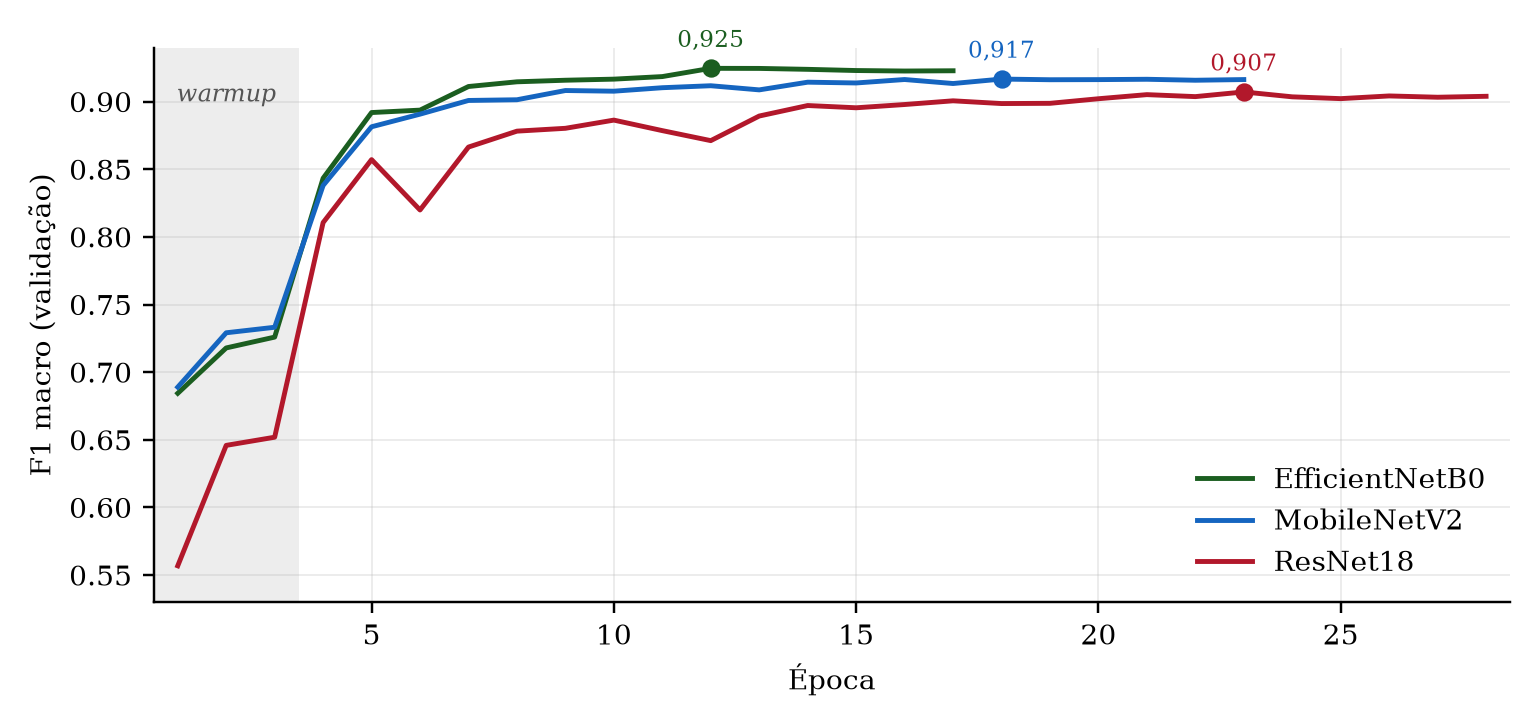 0,925
0,917
0,907
warmup
0.90
0.85
0.80
0.75
0.70
0.65
0.60
0.55
F1 macro (validação)
EfficientNetB0
MobileNetV2
ResNet18
5
10
15
20
25
Época